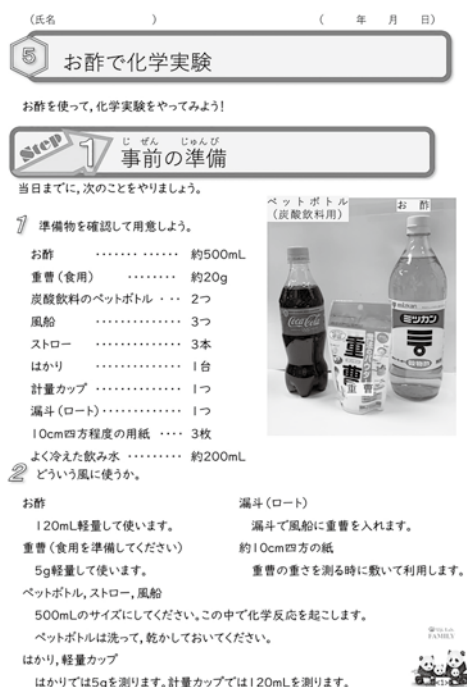 (氏名　　　　　　　　)　　　　　　　(　　年　　月　　日)
5 お酢で化学実験
お酢を使って,化学実験をやってみよう!
Step 1 事前の準備
じ ぜん　じゅんび
当日までに,次のことをやりましょう。
1 準備物を確認して用意しよう。
お酢 ・・・・・・・ ・・・・・・ 約500mL
重曹(食用) ・・・・・・・・ 約20g
炭酸飲料のペットボトル ・・・ 2つ
風船 ・・・・・・・・・・・・・・ 3つ
ストロー ・・・・・・・・・・・・・・ 3本
はかり ・・・・・・・・・・・・・・ 1台
計量カップ ・・・・・・・・・・・・・・ 1つ
漏斗(ロート)・・・・・・・・・・・・・ 1つ
10cm四方程度の用紙 ・・・・ 3枚
よく冷えた飲み水 ・・・・・・・・・ 約200mL
ペットボトル
(炭酸飲料用)
お 酢
Coca-Cola
重曹
重 曹
ミツカン
2 どういう風に使うか。
お酢
120mL軽量して使います。
重曹(食用を準備してください)
5g軽量して使います。
漏斗(ロート)
漏斗で風船に重曹を入れます。
約10cm四方の紙
重曹の重さを測る時に敷いて利用します。
ペットボトル,ストロー,風船
500mLのサイズにしてください。この中で化学反応を起こします。
ペットボトルは洗って,乾かしておいてください。
はかり,軽量カップ
はかりでは5gを測ります。計量カップでは120mLを測ります。
FAMILY
<1>